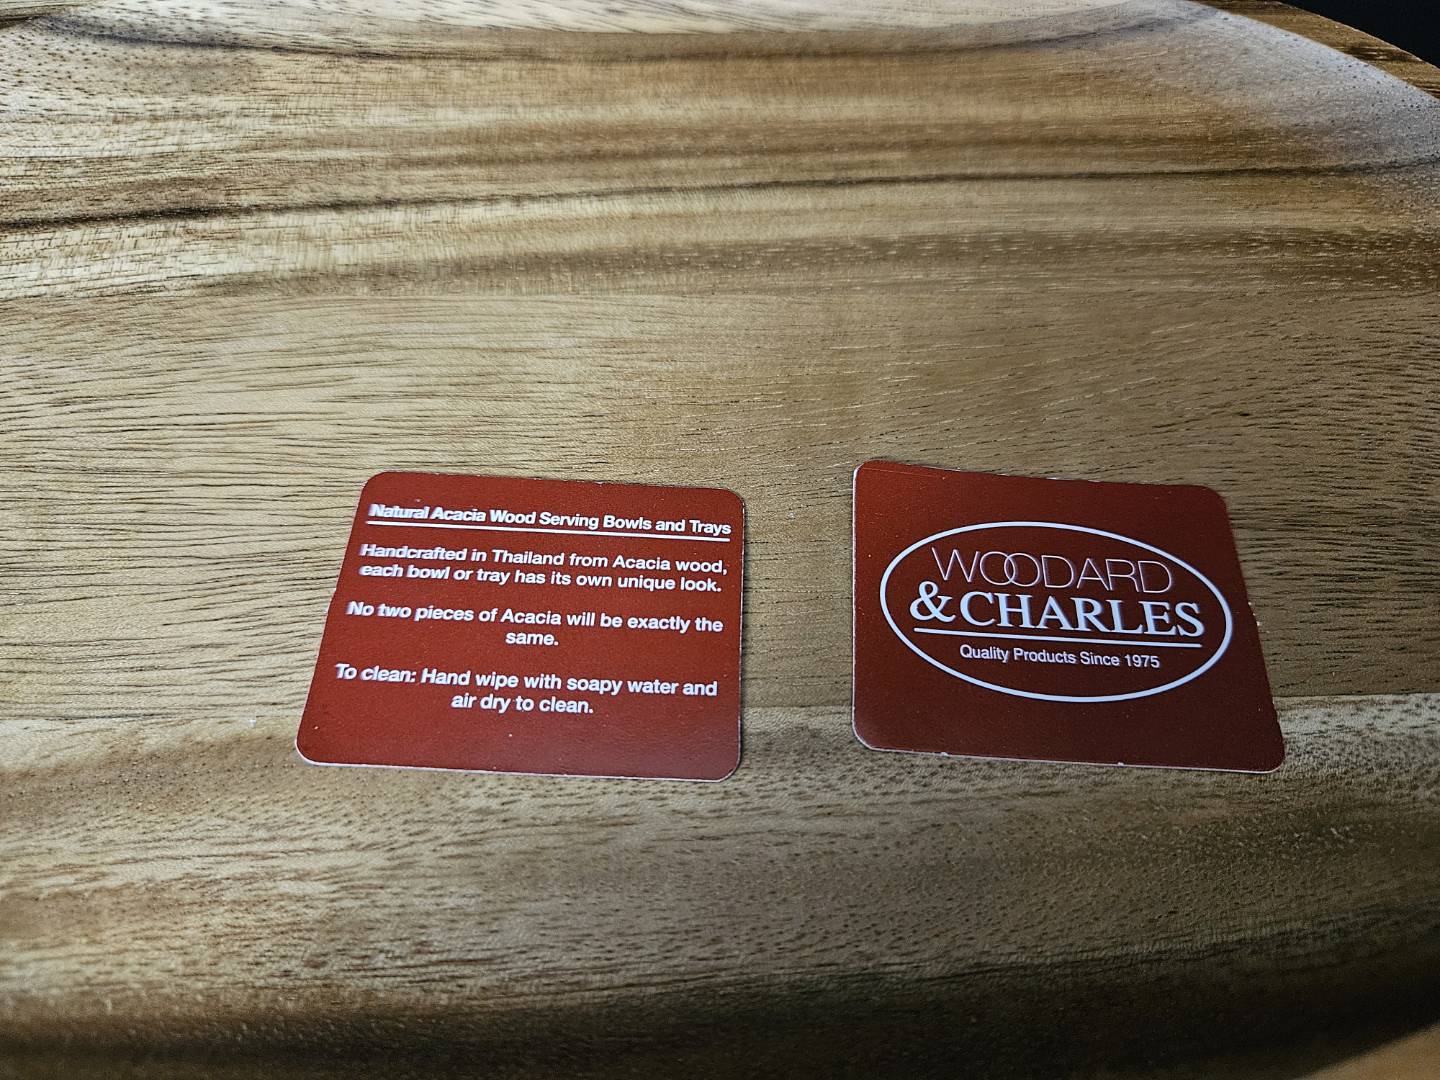 Natural Acacia Wood Serving Bowls and Trays
Handcrafted in Thailand from Acacia wood,
each bowl or tray has its own unique look.
No two pieces of Acacia will be exactly the
same.
To clean: Hand wipe with soapy water and
air dry to clean.
WOODARD
& CHARLES
Quality Products Since 1975